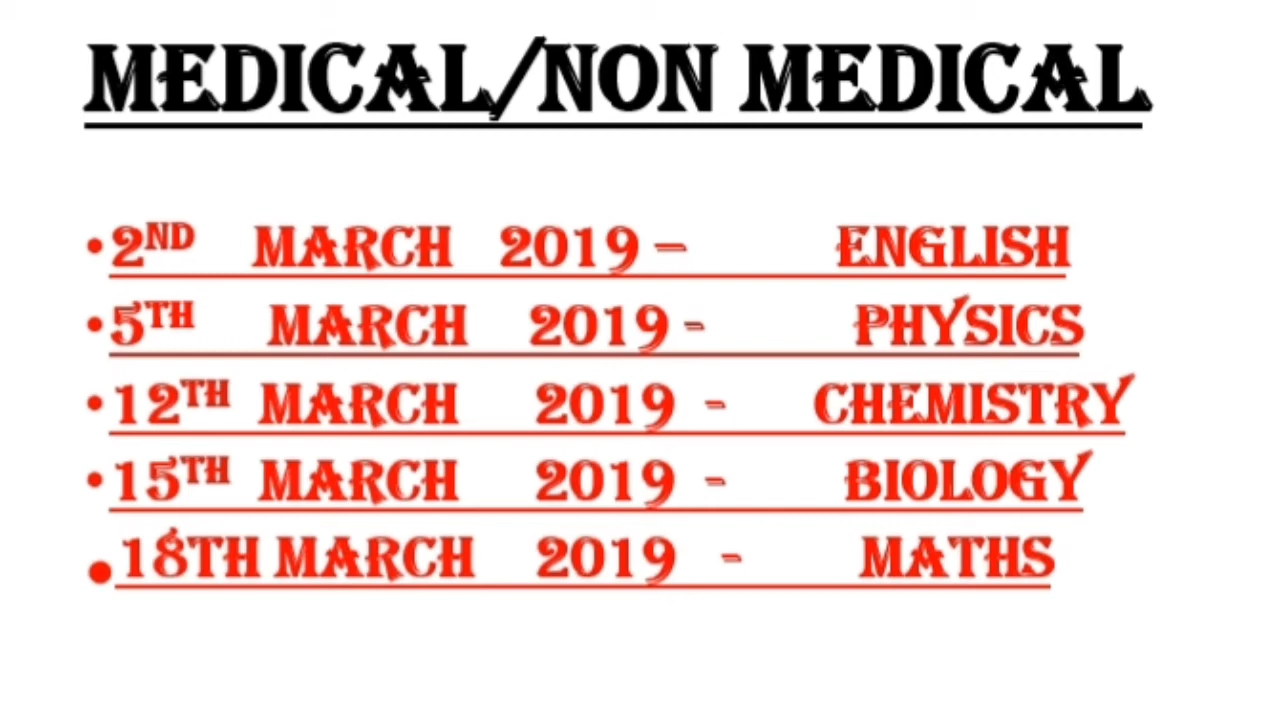 MEDICAL/NON MEDICAL
•2ND MARCH 2019 – ENGLISH
•5TH MARCH 2019 - PHYSICS
•12TH MARCH 2019 - CHEMISTRY
•15TH MARCH 2019 - BIOLOGY
•18TH MARCH 2019 - MATHS